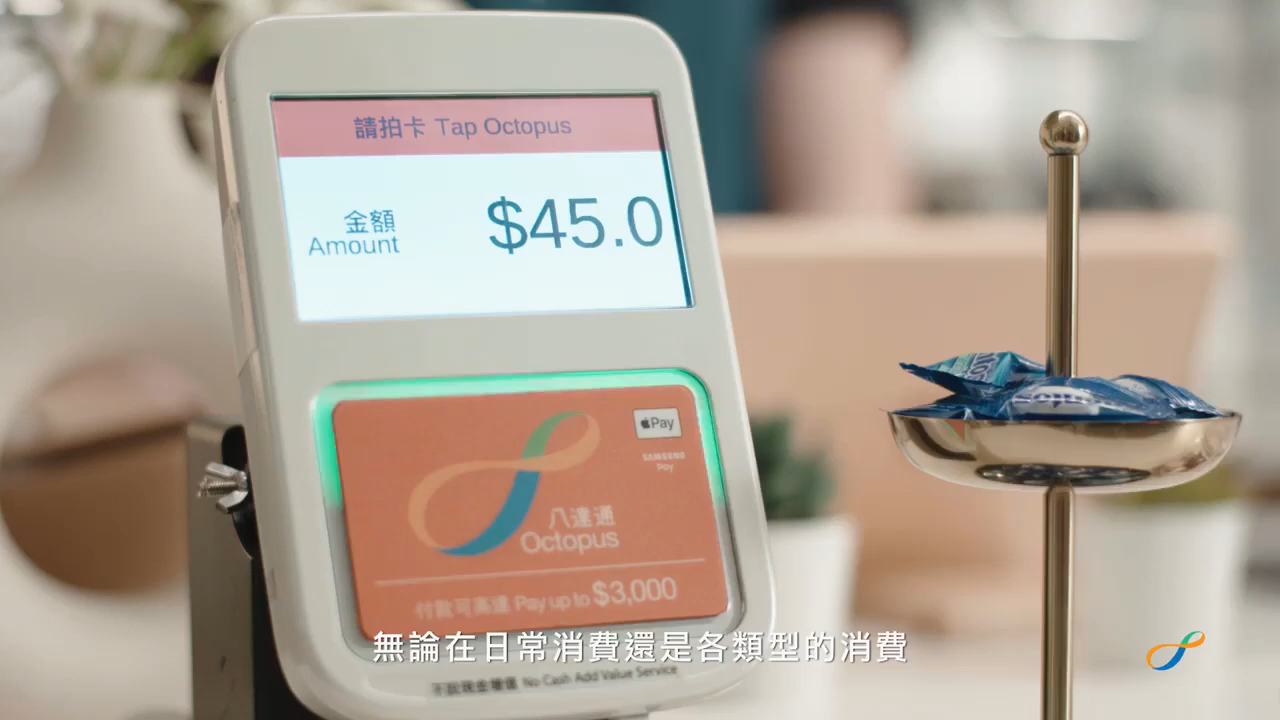 請拍卡 Tap Octopus
金額
Amount
$45.0
Pay
SAMSUNG
Pay
八達通
Octopus
付款可高達 Pay up to $3,000
無論在日常消費還是各類型的消費
不設現金增值 No Cash Add Value Service